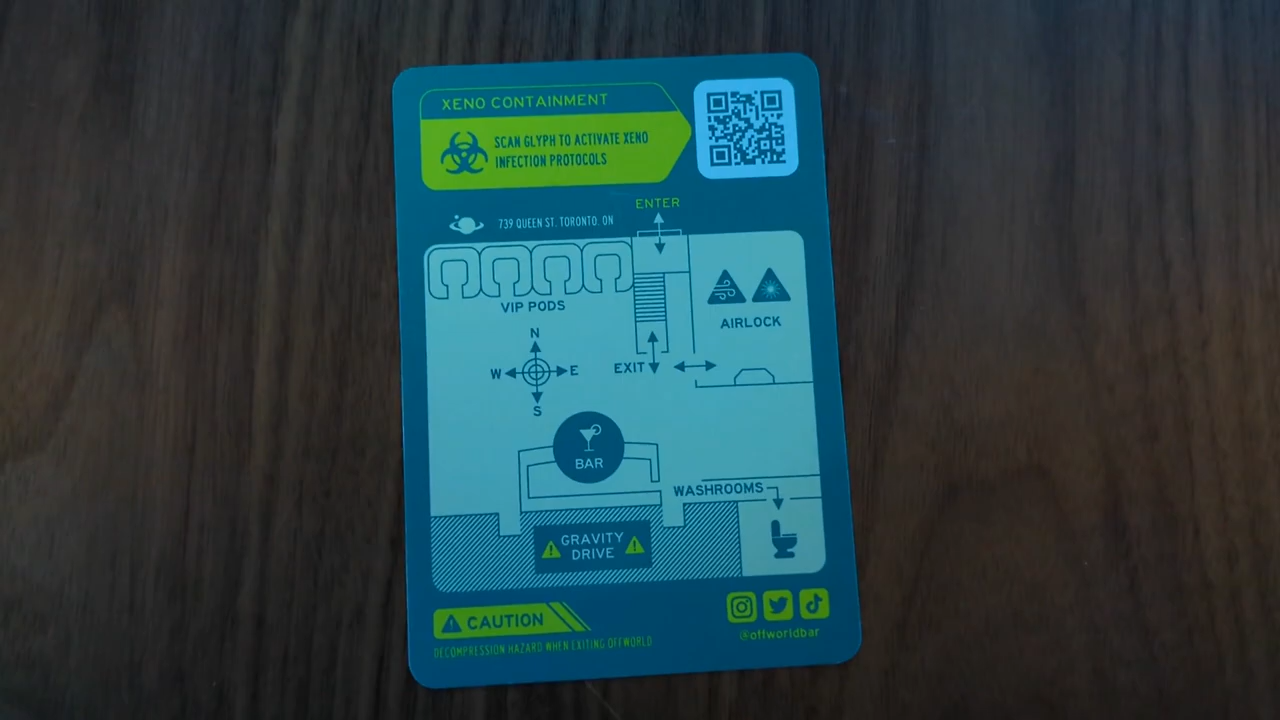 XENO CONTAINMENT
SCAN GLYPH TO ACTIVATE XENO
INFECTION PROTOCOLS
ENTER
739 QUEEN ST. TORONTO. ON
VIP PODS
AIRLOCK
N
W E
S
EXIT
BAR
WASHROOMS
GRAVITY
DRIVE
CAUTION
DECOMPRESSION HAZARD WHEN EXITING OFFWORLD
@offworldbar